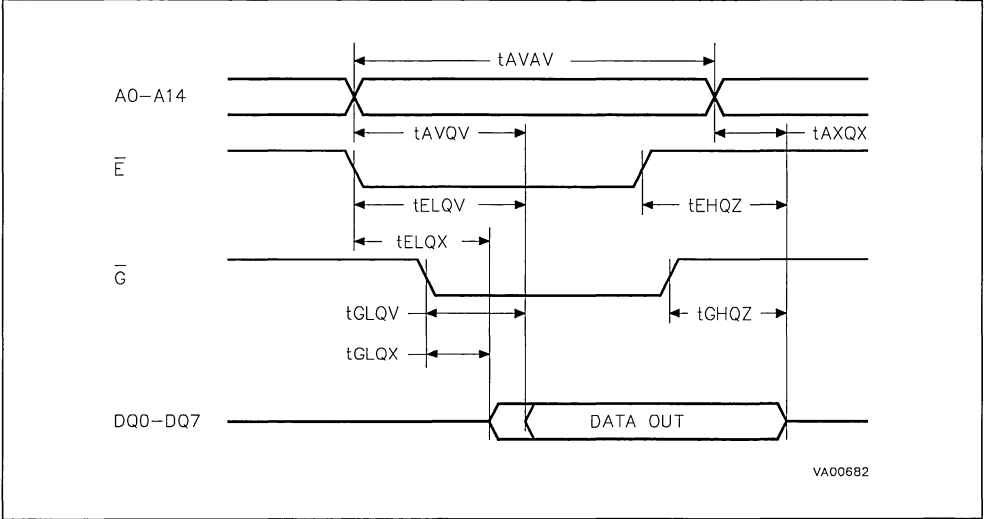 tAVAV
A0-A14
tAVQV
tAXQX
E
tELQV
tEHQZ
tELQX
G
tGLQV
tGHQZ
tGLQX
DQ0-DQ7
DATA OUT
VA00682